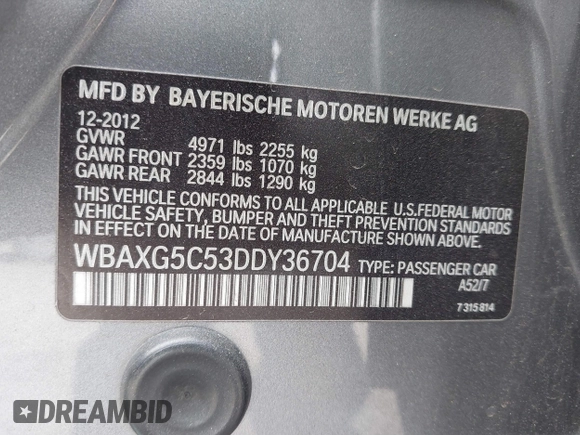 MFD BY BAYERISCHE MOTOREN WERKE AG
12-2012
GVWR 4971 lbs 2255 kg
GAWR FRONT 2359 lbs 1070 kg
GAWR REAR 2844 lbs 1290 kg
THIS VEHICLE CONFORMS TO ALL APPLICABLE U.S.FEDERAL MOTOR
VEHICLE SAFETY, BUMPER AND THEFT PREVENTION STANDARDS
IN EFFECT ON THE DATE OF MANUFACTURE SHOWN ABOVE.
WBAXG5C53DDY36704 TYPE: PASSENGER CAR
A52/7
7315814
DREAMBID